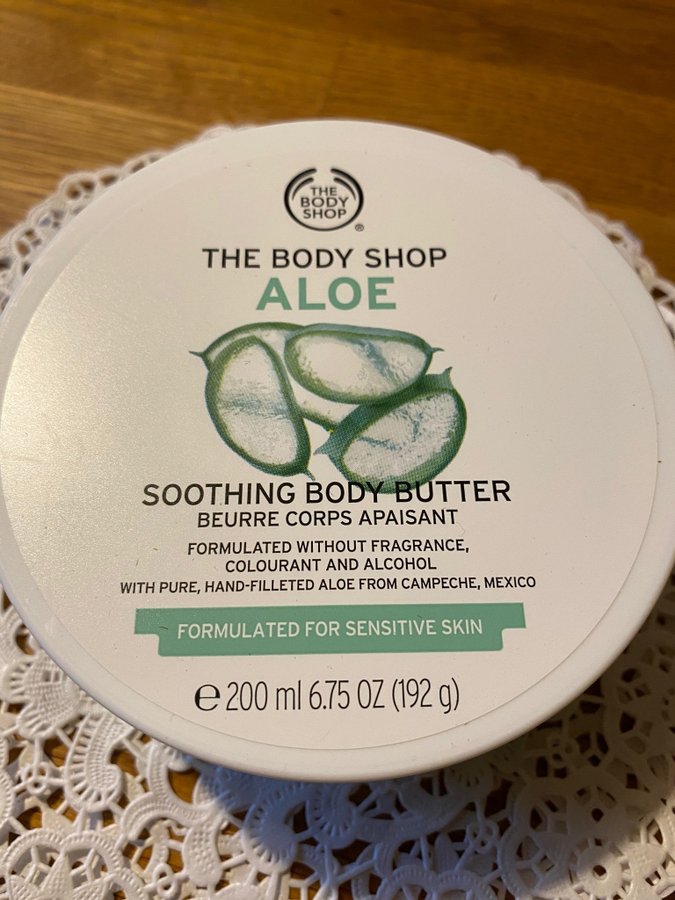 THE
BODY
SHOP
®
THE BODY SHOP
ALOE
SOOTHING BODY BUTTER
BEURRE CORPS APAISANT
FORMULATED WITHOUT FRAGRANCE,
COLOURANT AND ALCOHOL
WITH PURE, HAND-FILLETED ALOE FROM CAMPECHE, MEXICO
FORMULATED FOR SENSITIVE SKIN
℮ 200 ml 6.75 OZ (192 g)